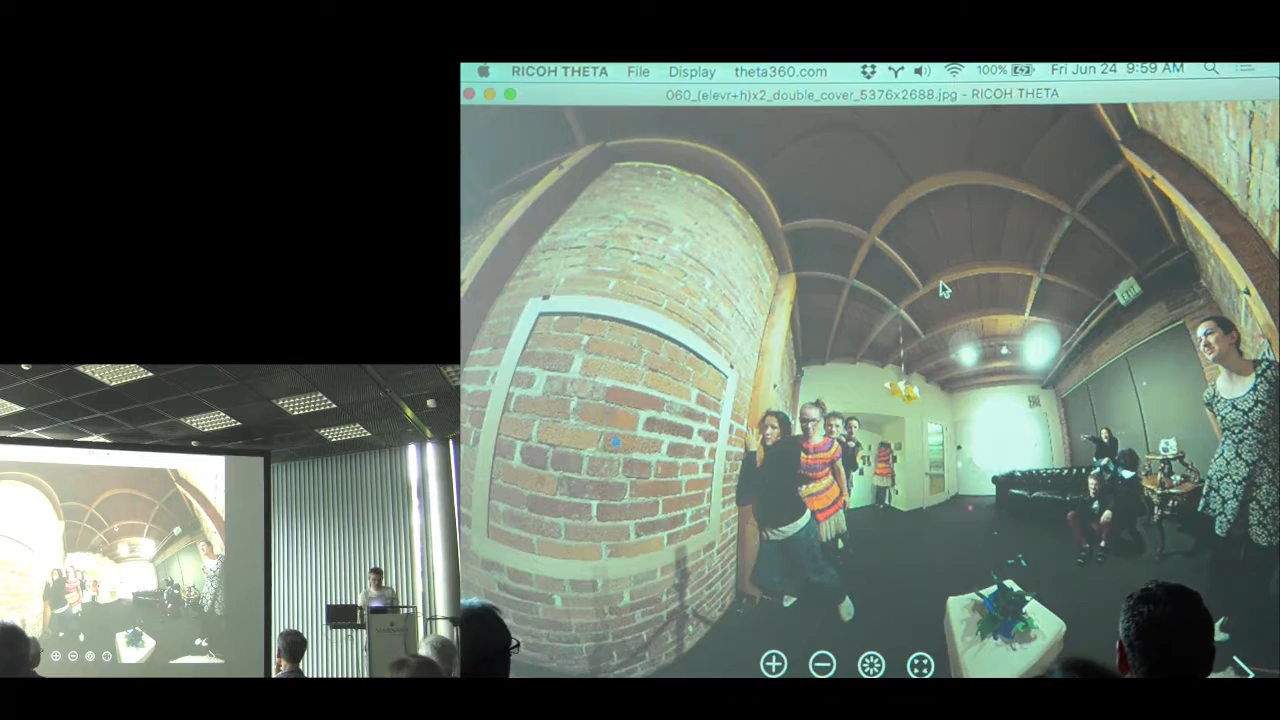 RICOH THETA File Display theta360.com 100% Fri Jun 24 9:59 AM
060_(elevr+h)x2_double_cover_5376x2688.jpg - RICOH THETA
EXIT